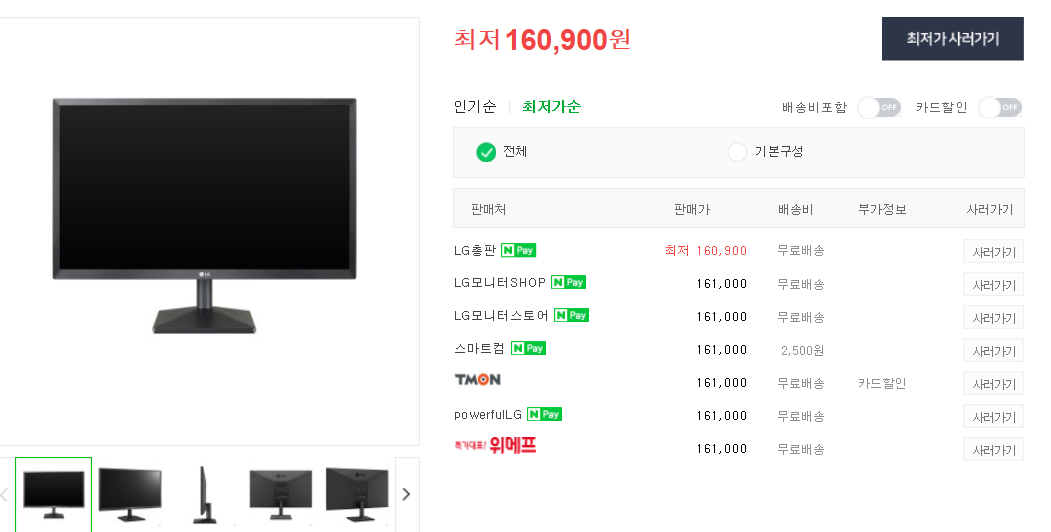 최저 160,900원
최저가 사러가기
인기순 최저가순
배송비포함 OFF 카드할인 OFF
전체 기본구성
판매처 판매가 배송비 부가정보 사러가기
LG총판 N Pay 최저 160,900 무료배송 사러가기
LG모니터SHOP N Pay 161,000 무료배송 사러가기
LG모니터스토어 N Pay 161,000 무료배송 사러가기
스마트컴 N Pay 161,000 2,500원 사러가기
TMON 161,000 무료배송 카드할인 사러가기
powerfulLG N Pay 161,000 무료배송 사러가기
특가대표! 위메프 161,000 무료배송 사러가기
LG